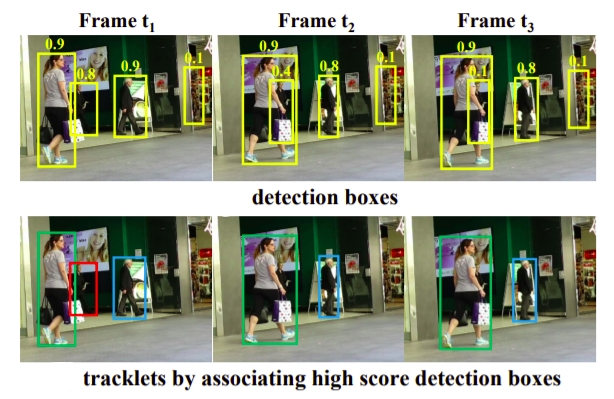 Frame t₁ Frame t₂ Frame t₃
0.9 0.8 0.9 0.1 0.9 0.4 0.8 0.1 0.9 0.1 0.8 0.1
detection boxes
tracklets by associating high score detection boxes